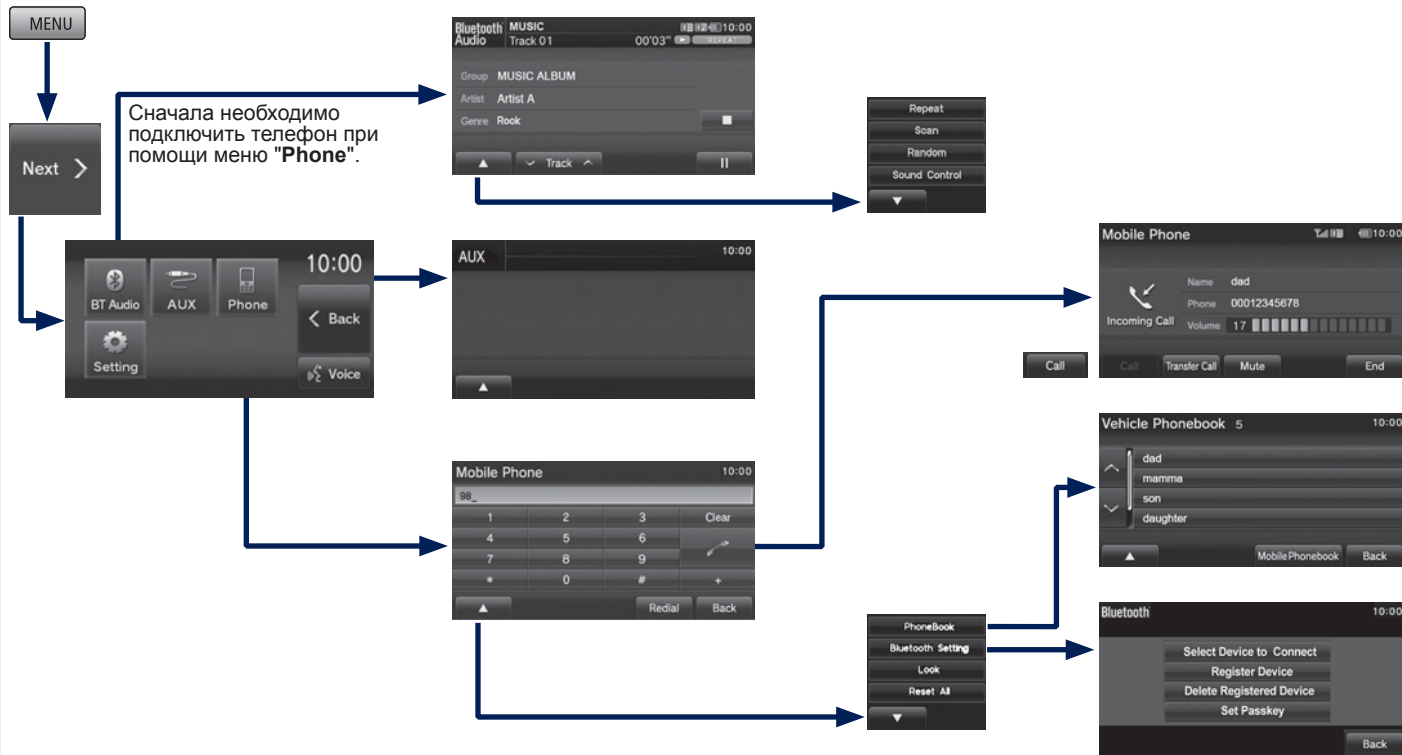 MENU
Next
Сначала необходимо
подключить телефон при
помощи меню "Phone".
BT Audio
AUX
Phone
Setting
10:00
Back
Voice
Bluetooth Audio
MUSIC
10:00
Track 01
00'03"
REPEAT
Group MUSIC ALBUM
Artist Artist A
Genre Rook
Track
Repeat
Scan
Random
Sound Control
AUX
10:00
Mobile Phone
10:00
98_
1 2 3 Clear
4 5 6
7 8 9
* 0 # +
Redial Back
PhoneBook
Bluetooth Setting
Look
Reset All
Call
Mobile Phone
10:00
Name dad
Phone 00012345678
Incoming Call
Volume 17
Call Transfer Call Mute End
Vehicle Phonebook 5
10:00
dad
mamma
son
daughter
MobilePhonebook Back
Bluetooth
10:00
Select Device to Connect
Register Device
Delete Registered Device
Set Passkey
Back